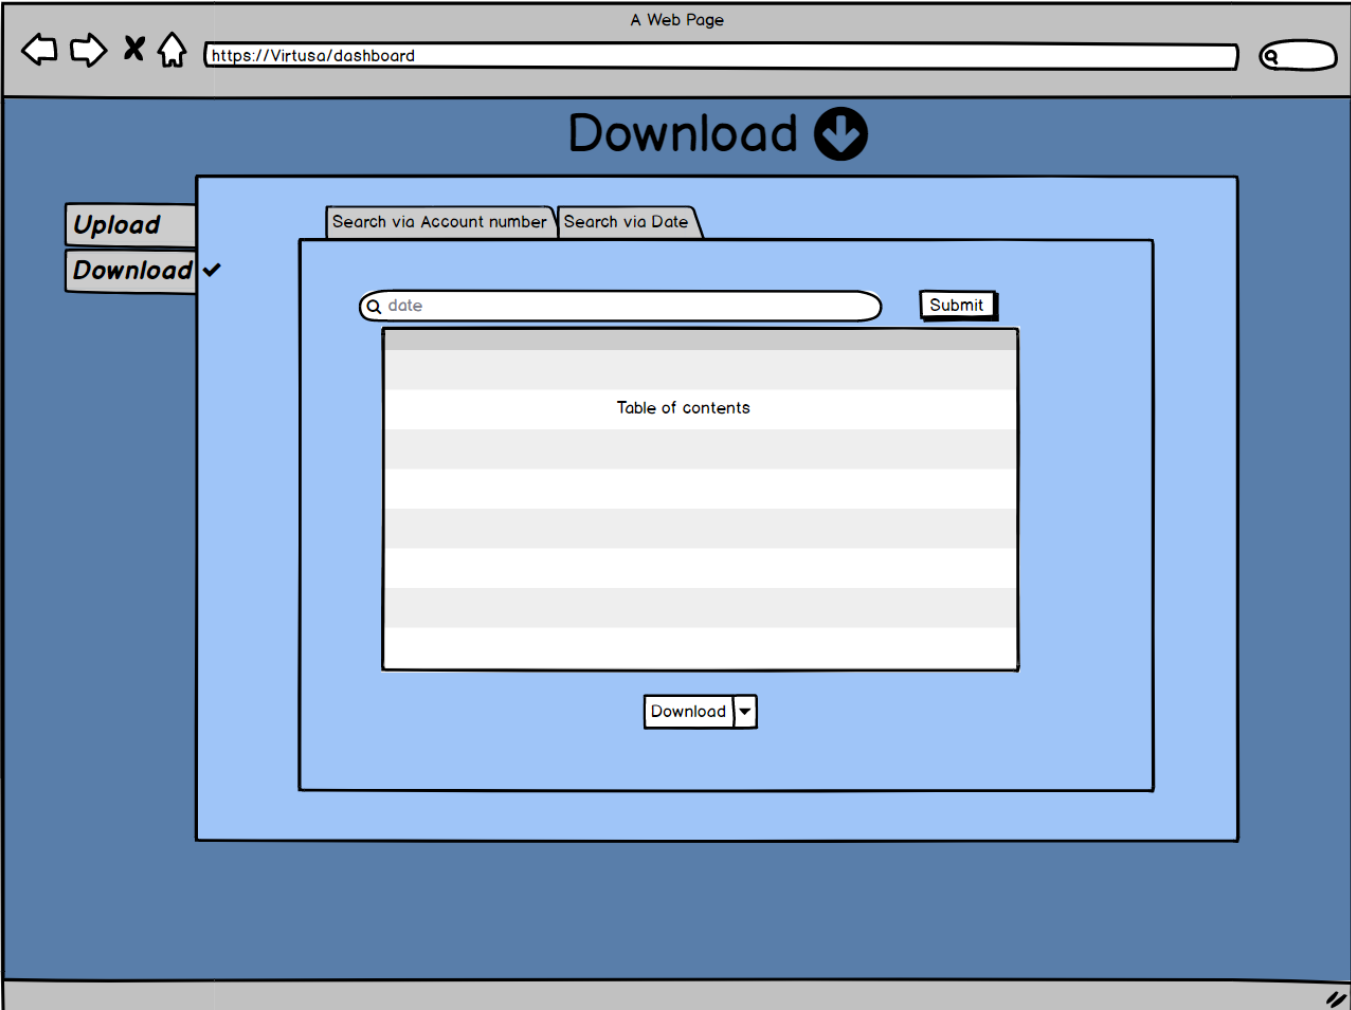 A Web Page
https://Virtusa/dashboard
Download
Upload
Download
Search via Account number
Search via Date
date
Submit
Table of contents
Download